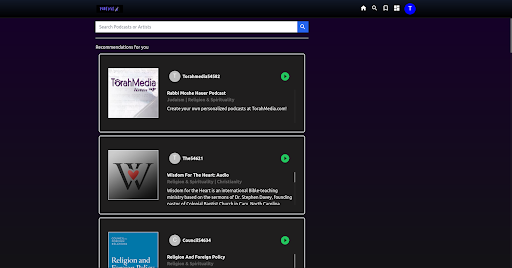 Search Podcasts or Artists
T
Recommendations for you
T
Torahmedia54582
TorahMedia
Rabbi Moshe Hauer Podcast
Judaism | Religion & Spirituality
Create your own personalized podcasts at TorahMedia.com!
T
The54621
W
Wisdom For The Heart: Audio
Religion & Spirituality | Christianity
Wisdom for the Heart is an international Bible-teaching
ministry based on the sermons of Dr. Stephen Davey, founding
pastor of Colonial Baptist Church in Cary, North Carolina
C
Council54634
Religion and
Foreign Policy
Religion And Foreign Policy
Religion & Spirituality